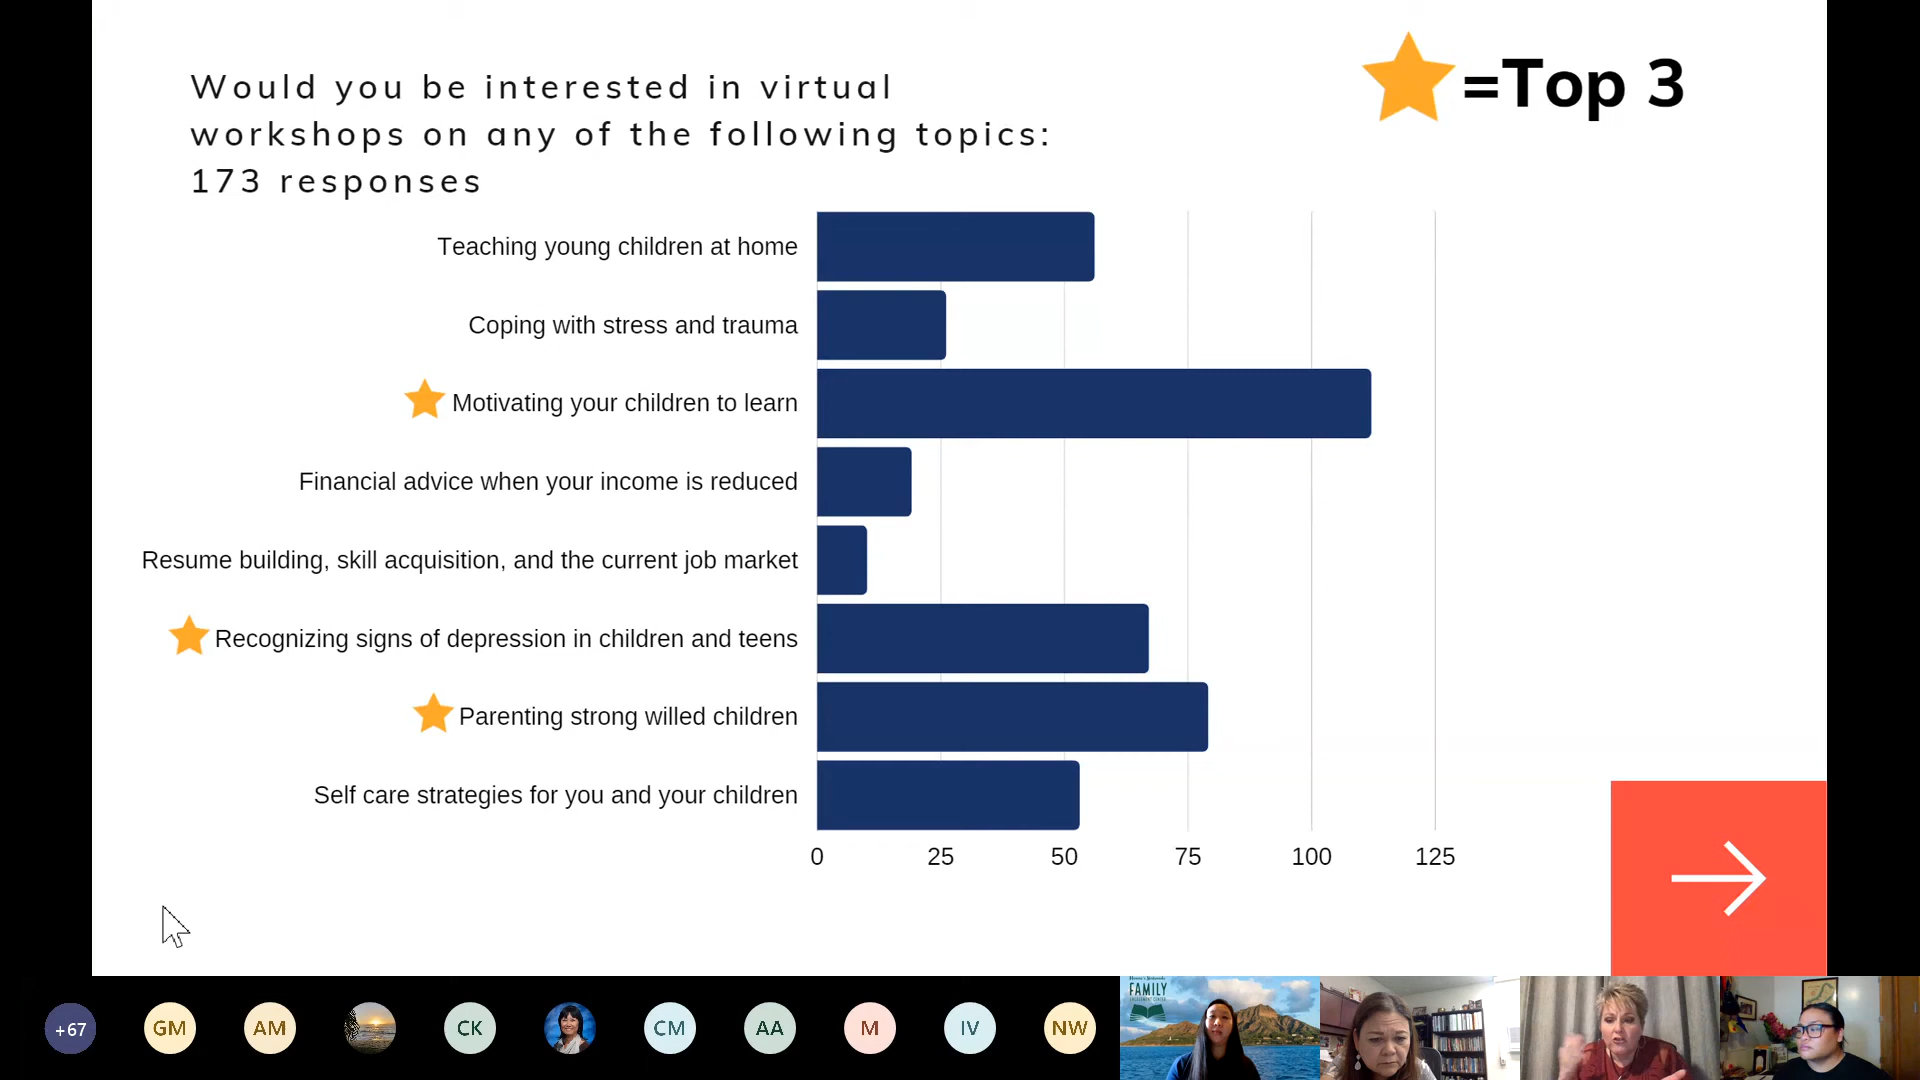 Would you be interested in virtual
workshops on any of the following topics:
173 responses
=Top 3
Teaching young children at home
Coping with stress and trauma
Motivating your children to learn
Financial advice when your income is reduced
Resume building, skill acquisition, and the current job market
Recognizing signs of depression in children and teens
Parenting strong willed children
Self care strategies for you and your children
0 25 50 75 100 125
+67 GM AM CK CM AA M IV NW
FAMILY